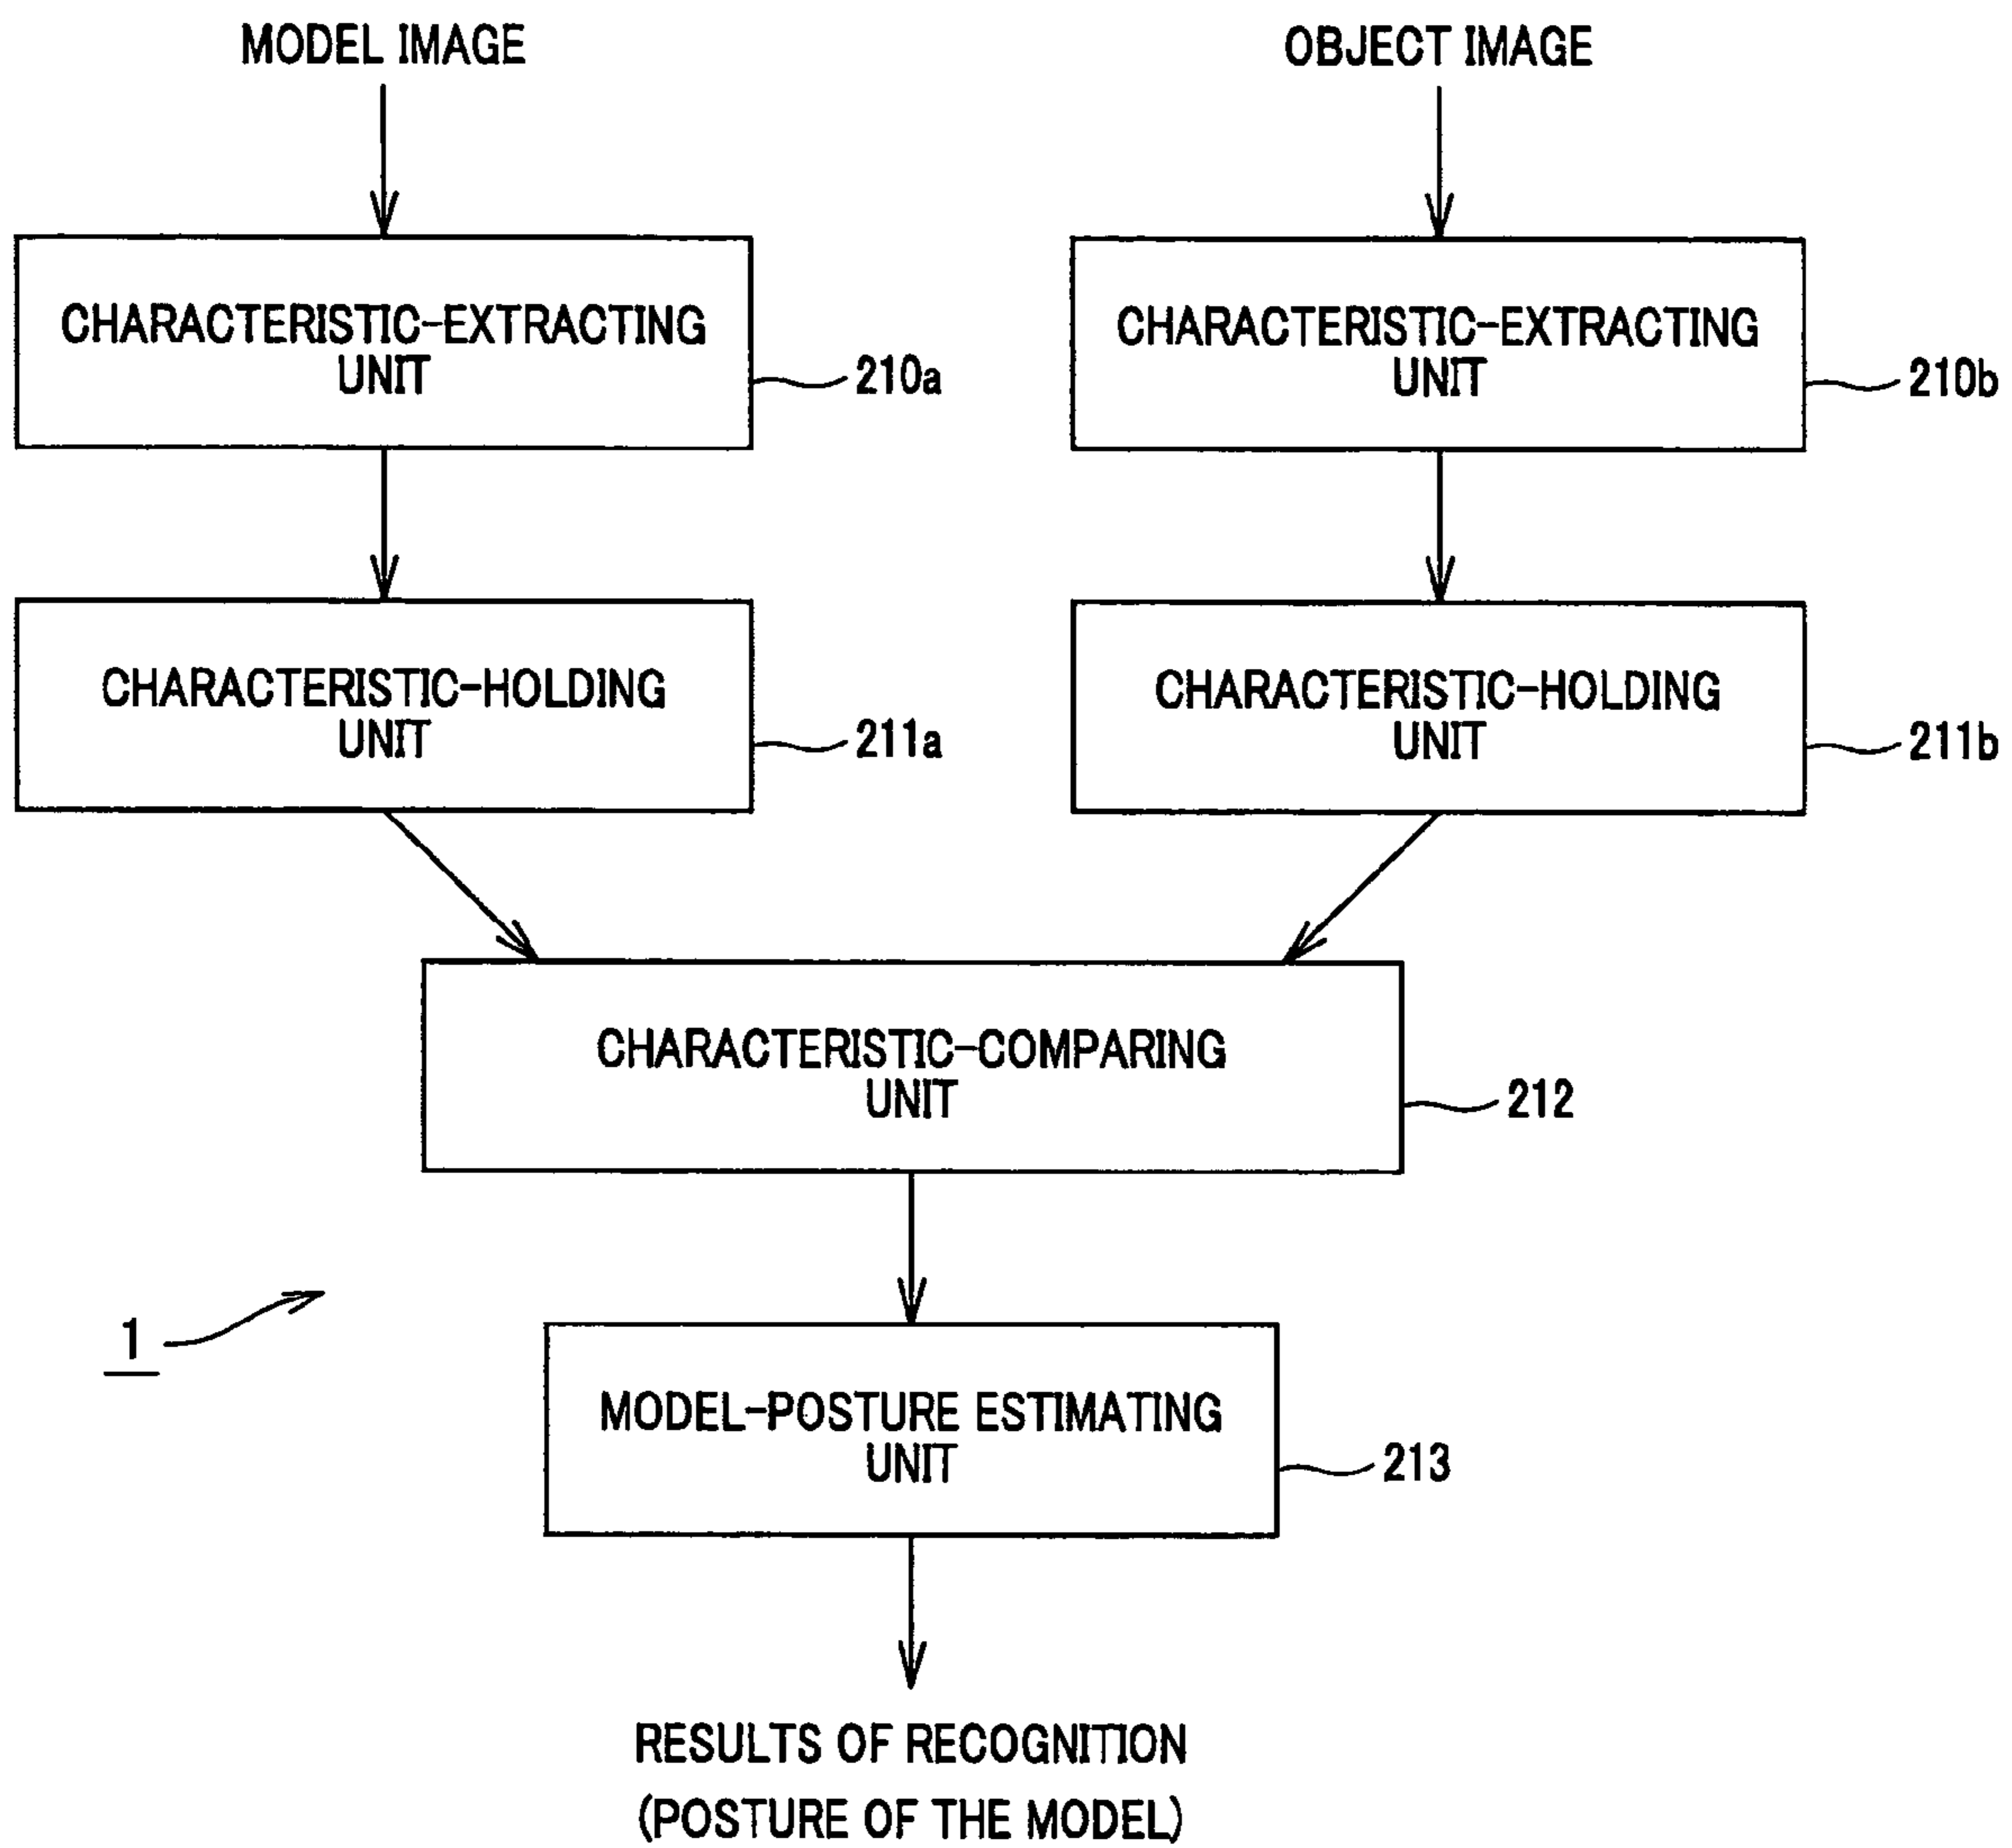 MODEL IMAGE
OBJECT IMAGE
CHARACTERISTIC-EXTRACTING
UNIT
210a
CHARACTERISTIC-EXTRACTING
UNIT
210b
CHARACTERISTIC-HOLDING
UNIT
211a
CHARACTERISTIC-HOLDING
UNIT
211b
CHARACTERISTIC-COMPARING
UNIT
212
1
MODEL-POSTURE ESTIMATING
UNIT
213
RESULTS OF RECOGNITION
(POSTURE OF THE MODEL)